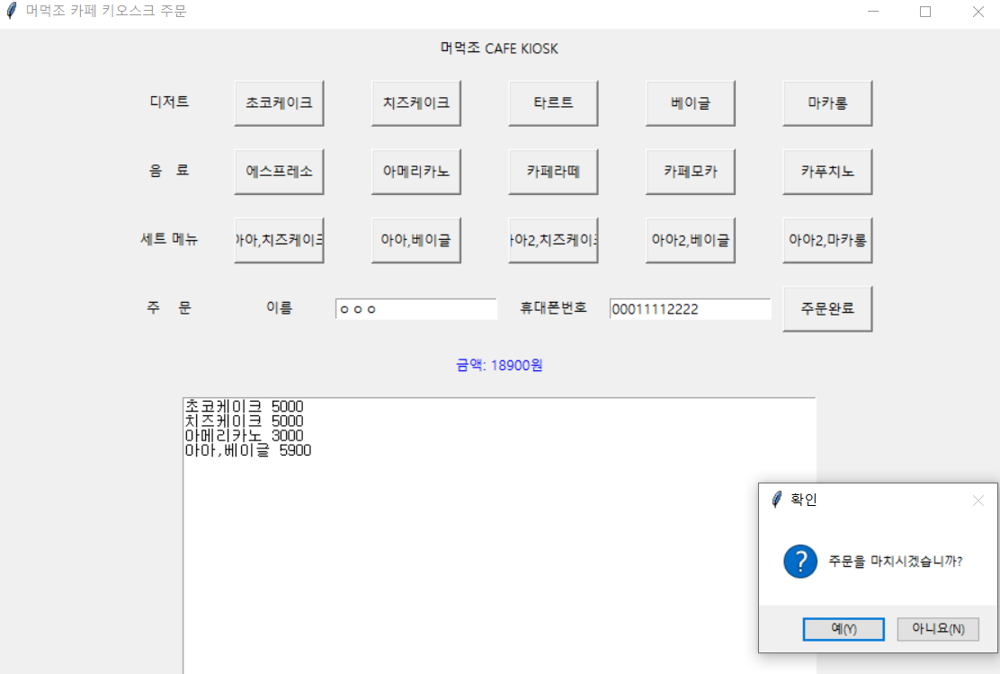 머먹조 카페 키오스크 주문
머먹조 CAFE KIOSK
디저트 초코케이크 치즈케이크 타르트 베이글 마카롱
음 료 에스프레소 아메리카노 카페라떼 카페모카 카푸치노
세트 메뉴 아아,치즈케이크 아아,베이글 아아2,치즈케이크 아아2,베이글 아아2,마카롱
주 문 이름 ㅇㅇㅇ 휴대폰번호 00011112222 주문완료
금액: 18900원
초코케이크 5000
치즈케이크 5000
아메리카노 3000
아아,베이글 5900
확인
? 주문을 마치시겠습니까?
예(Y) 아니요(N)